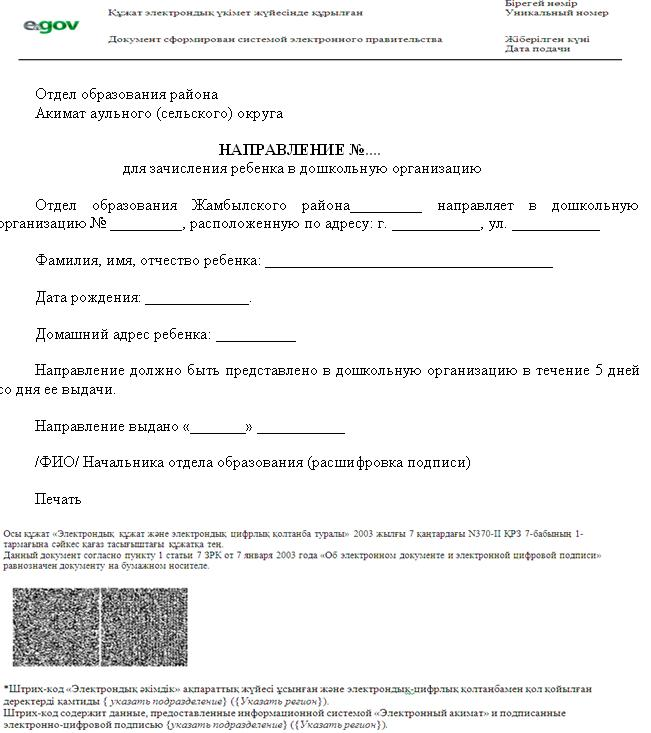 e.gov
Құжат электрондық үкімет жүйесінде құрылған
Бірегей нөмір
Уникальный номер
Документ сформирован системой электронного правительства
Жіберілген күні
Дата подачи
Отдел образования района
Акимат аульного (сельского) округа
НАПРАВЛЕНИЕ №....
для зачисления ребенка в дошкольную организацию
Отдел образования Жамбылского района_________ направляет в дошкольную
организацию № _________, расположенную по адресу: г. ___________, ул. ___________
Фамилия, имя, отчество ребенка: ____________________________________
Дата рождения: _____________.
Домашний адрес ребенка: __________
Направление должно быть представлено в дошкольную организацию в течение 5 дней
со дня ее выдачи.
Направление выдано «_______» ___________
/ФИО/ Начальника отдела образования (расшифровка подписи)
Печать
Осы құжат «Электрондық құжат және электрондық цифрлық қолтаңба туралы» 2003 жылғы 7 қаңтардағы N370-II ҚРЗ 7-бабының 1-
тармағына сәйкес қағаз тасығыштағы құжатқа тең.
Данный документ согласно пункту 1 статьи 7 ЗРК от 7 января 2003 года «Об электронном документе и электронной цифровой подписи»
равнозначен документу на бумажном носителе.
*Штрих-код «Электрондық әкімдік» ақпараттық жүйесі ұсынған және электрондық-цифрлық қолтаңбамен қол қойылған
деректерді қамтиды { указать подразделение} ({Указать регион}).
Штрих-код содержит данные, предоставленные информационной системой «Электронный акимат» и подписанные
электронно-цифровой подписью {указать подразделение} ({Указать регион}).